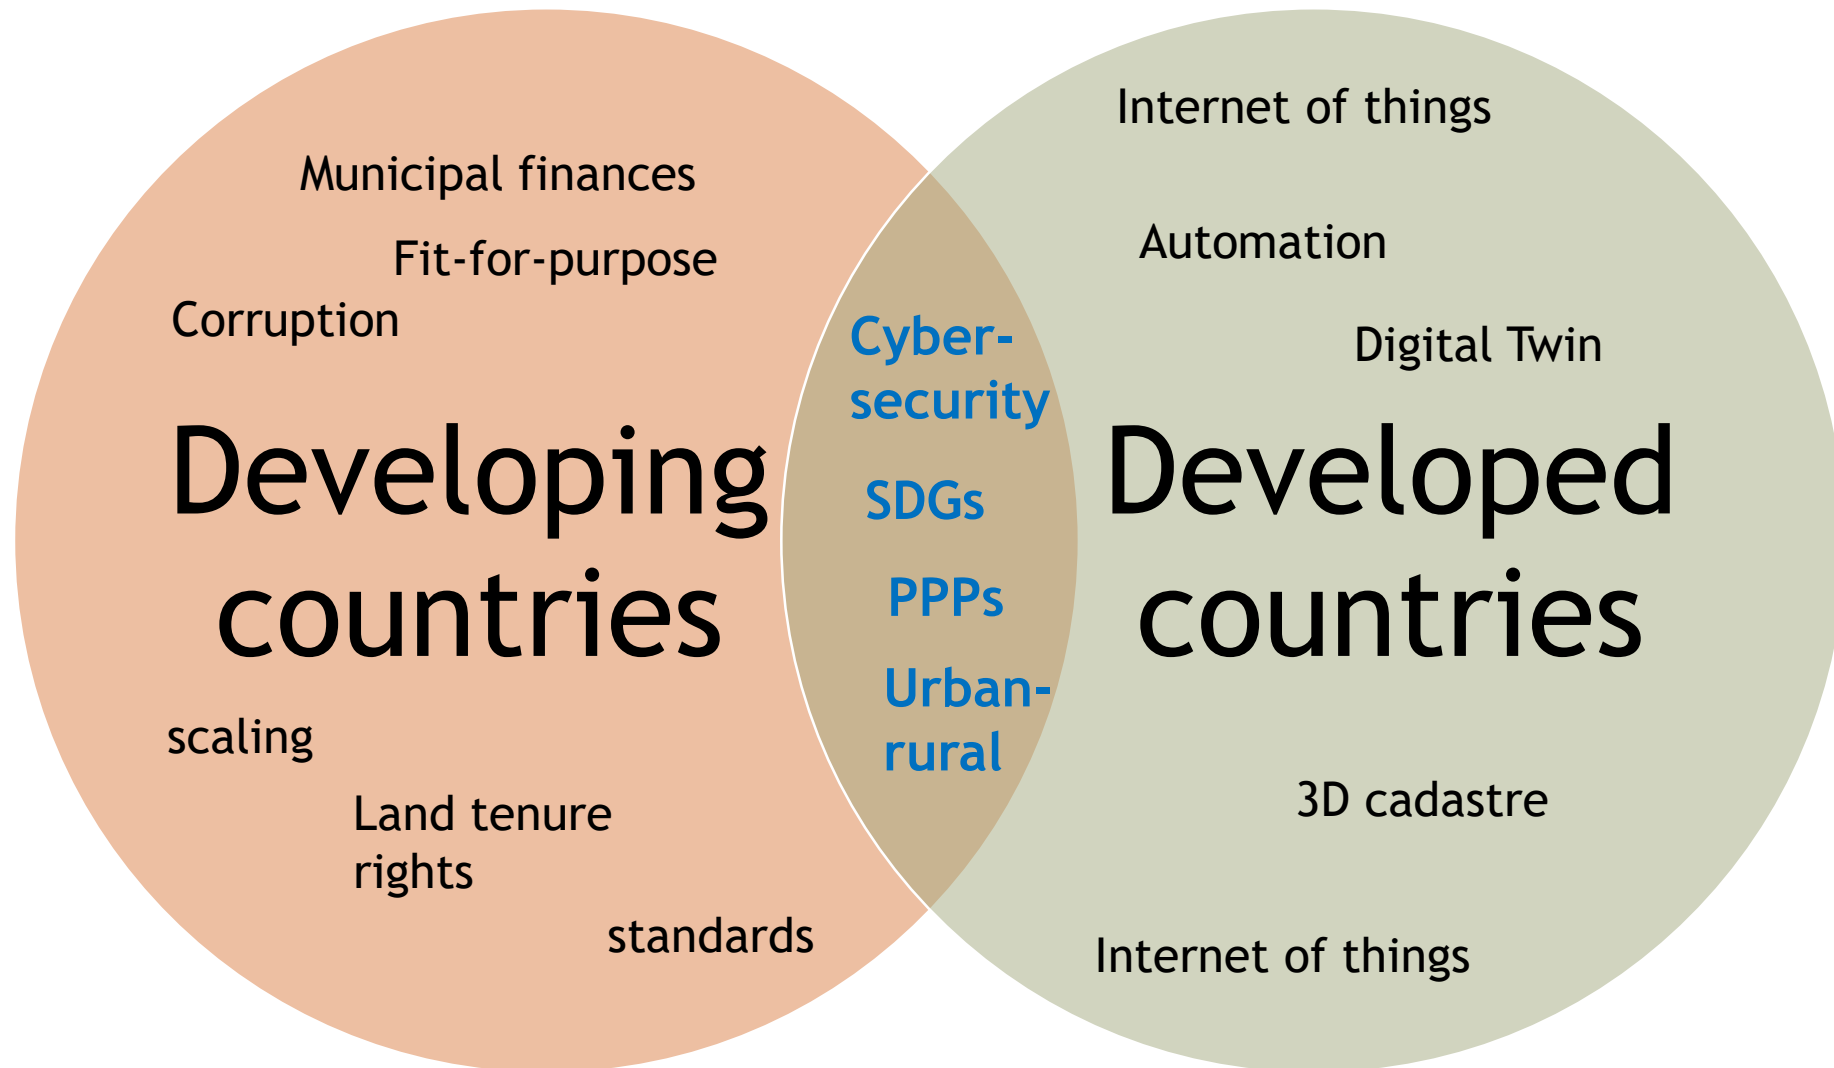 Municipal finances
Fit-for-purpose
Corruption
Developing
countries
scaling
Land tenure
rights
standards
Cyber-
security
SDGs
PPPs
Urban-
rural
Internet of things
Automation
Digital Twin
Developed
countries
3D cadastre
Internet of things